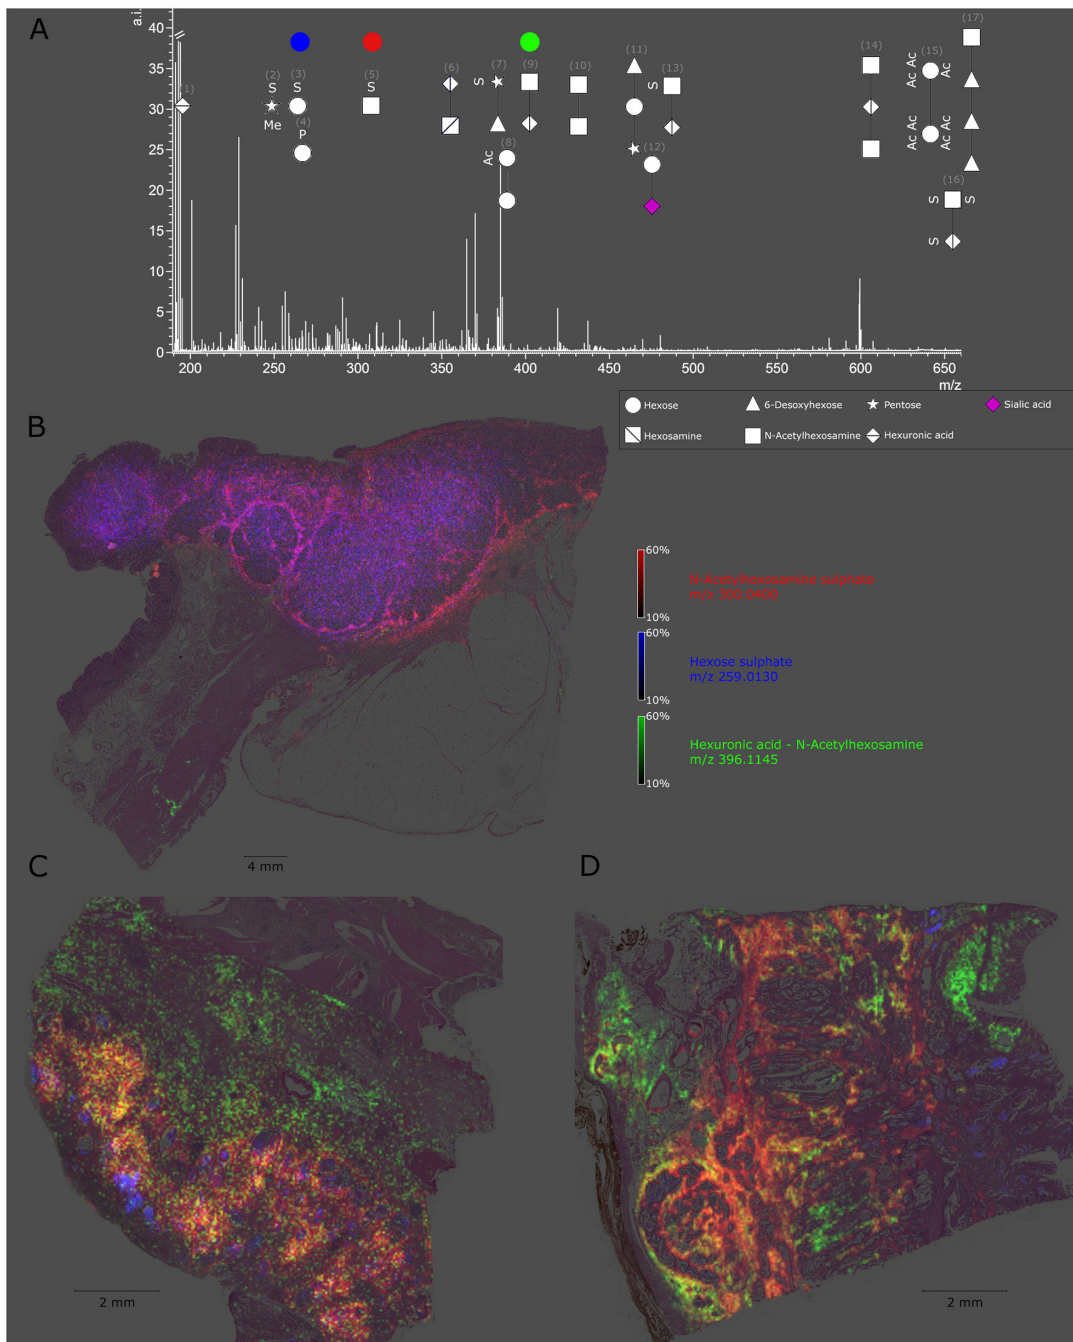 A
a.i.
40
35
30
25
20
15
10
5
0
200
250
300
350
400
450
500
550
600
650
m/z
(1)
(2)
S
Me
(3)
S
(4)
P
(5)
S
(6)
(7)
S
(8)
Ac
(9)
(10)
(11)
(12)
(13)
S
(14)
(15)
Ac Ac
Ac
Ac Ac
Ac
(16)
S
S
S
(17)
Hexose
6-Desoxyhexose
Pentose
Sialic acid
Hexosamine
N-Acetylhexosamine
Hexuronic acid
B
60%
N-Acetylhexosamine sulphate
m/z 300.0400
10%
60%
Hexose sulphate
m/z 259.0130
10%
60%
Hexuronic acid - N-Acetylhexosamine
m/z 396.1145
10%
4 mm
C
D
2 mm
2 mm